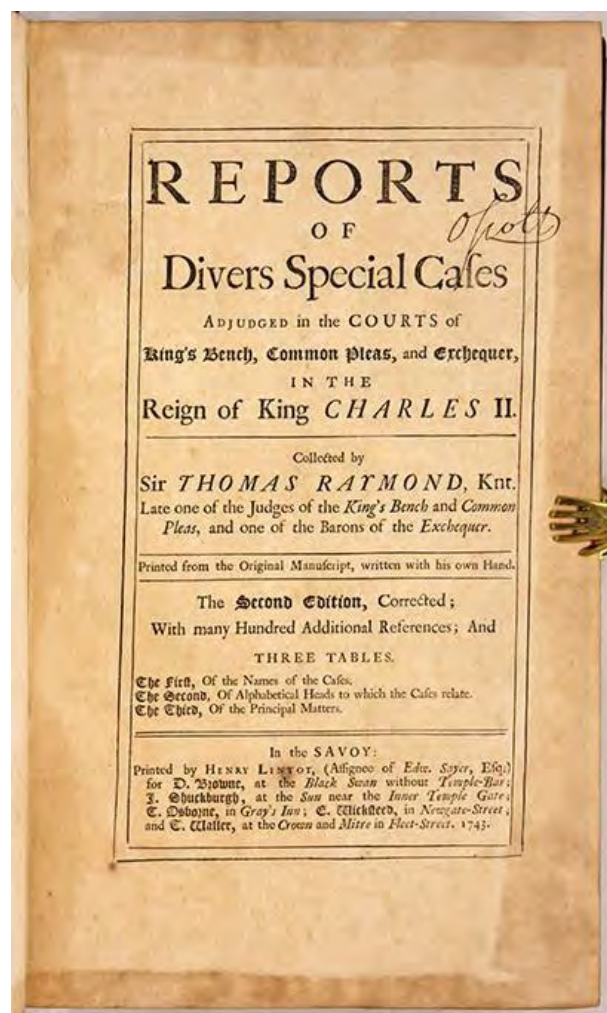 REPORTS
OF
Divers Special Caſes
ADJUDGED in the COURTS of
King's Bench, Common Pleas, and Exchequer,
IN THE
Reign of King CHARLES II.
Collected by
Sir THOMAS RAYMOND, Knt.
Late one of the Judges of the King's Bench and Common
Pleas, and one of the Barons of the Exchequer.
Printed from the Original Manuſcript, written with his own Hand.
The Second Edition, Corrected;
With many Hundred Additional References; And
THREE TABLES.
The Firſt, Of the Names of the Caſes.
The Second, Of Alphabetical Heads to which the Caſes relate.
The Third, Of the Principal Matters.
In the SAVOY:
Printed by HENRY LINTOT, (Aſſignee of Edw. Sayer, Eſq;)
for D. Browne, at the Black Swan without Temple-Bar;
J. Shuckburgh, at the Sun near the Inner Temple Gate;
T. Osborne, in Gray's Inn; E. Wickſteed, in Newgate-Street;
and T. Waller, at the Crown and Mitre in Fleet-Street. 1743.